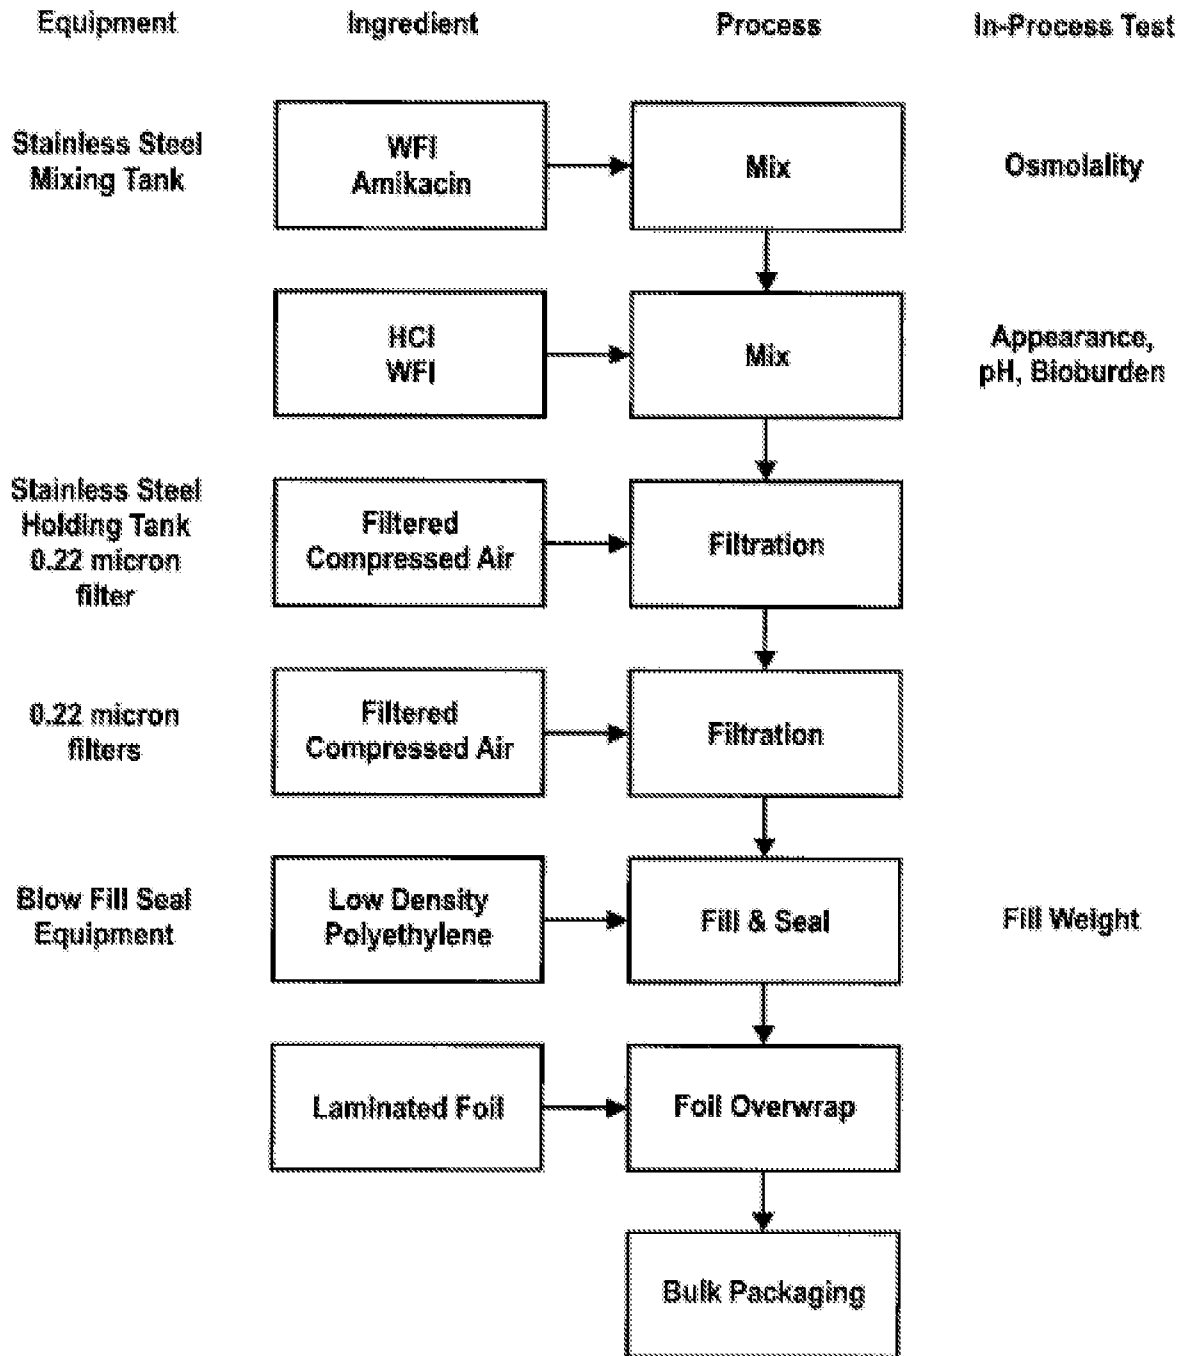 Equipment
Ingredient
Process
In-Process Test
Stainless Steel
Mixing Tank
WFI
Amikacin
Mix
Osmolality
HCl
WFI
Mix
Appearance,
pH, Bioburden
Stainless Steel
Holding Tank
0.22 micron
filter
Filtered
Compressed Air
Filtration
0.22 micron
filters
Filtered
Compressed Air
Filtration
Blow Fill Seal
Equipment
Low Density
Polyethylene
Fill & Seal
Fill Weight
Laminated Foil
Foil Overwrap
Bulk Packaging